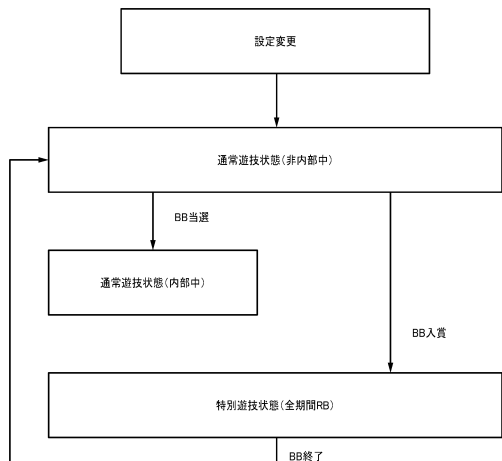 設定変更
通常遊技状態(非内部中)
BB当選
通常遊技状態(内部中)
BB入賞
特別遊技状態(全期間RB)
BB終了